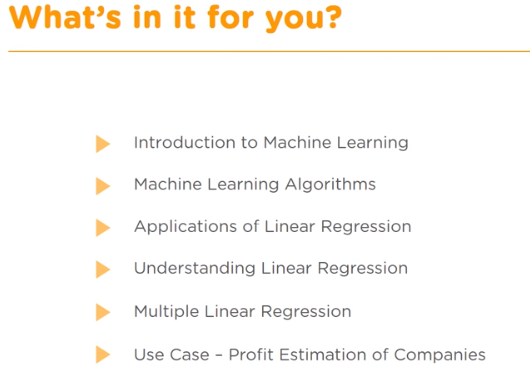 What's in it for you?
Introduction to Machine Learning
Machine Learning Algorithms
Applications of Linear Regression
Understanding Linear Regression
Multiple Linear Regression
Use Case – Profit Estimation of Companies